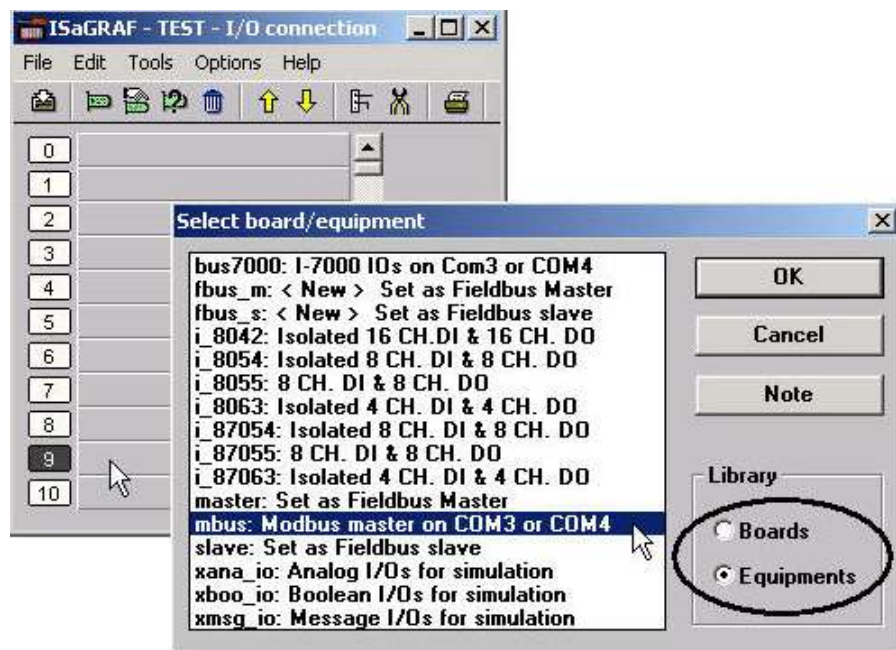 ISaGRAF - TEST - I/O connection
File Edit Tools Options Help
0
1
2
3
4
5
6
7
8
9
10
Select board/equipment
bus7000: I-7000 IOs on Com3 or COM4
fbus_m: < New > Set as Fieldbus Master
fbus_s: < New > Set as Fieldbus slave
i_8042: Isolated 16 CH.DI & 16 CH. DO
i_8054: Isolated 8 CH. DI & 8 CH. DO
i_8055: 8 CH. DI & 8 CH. DO
i_8063: Isolated 4 CH. DI & 4 CH. DO
i_87054: Isolated 8 CH. DI & 8 CH. DO
i_87055: 8 CH. DI & 8 CH. DO
i_87063: Isolated 4 CH. DI & 4 CH. DO
master: Set as Fieldbus Master
mbus: Modbus master on COM3 or COM4
slave: Set as Fieldbus slave
xana_io: Analog I/Os for simulation
xboo_io: Boolean I/Os for simulation
xmsg_io: Message I/Os for simulation
OK
Cancel
Note
Library
Boards
Equipments